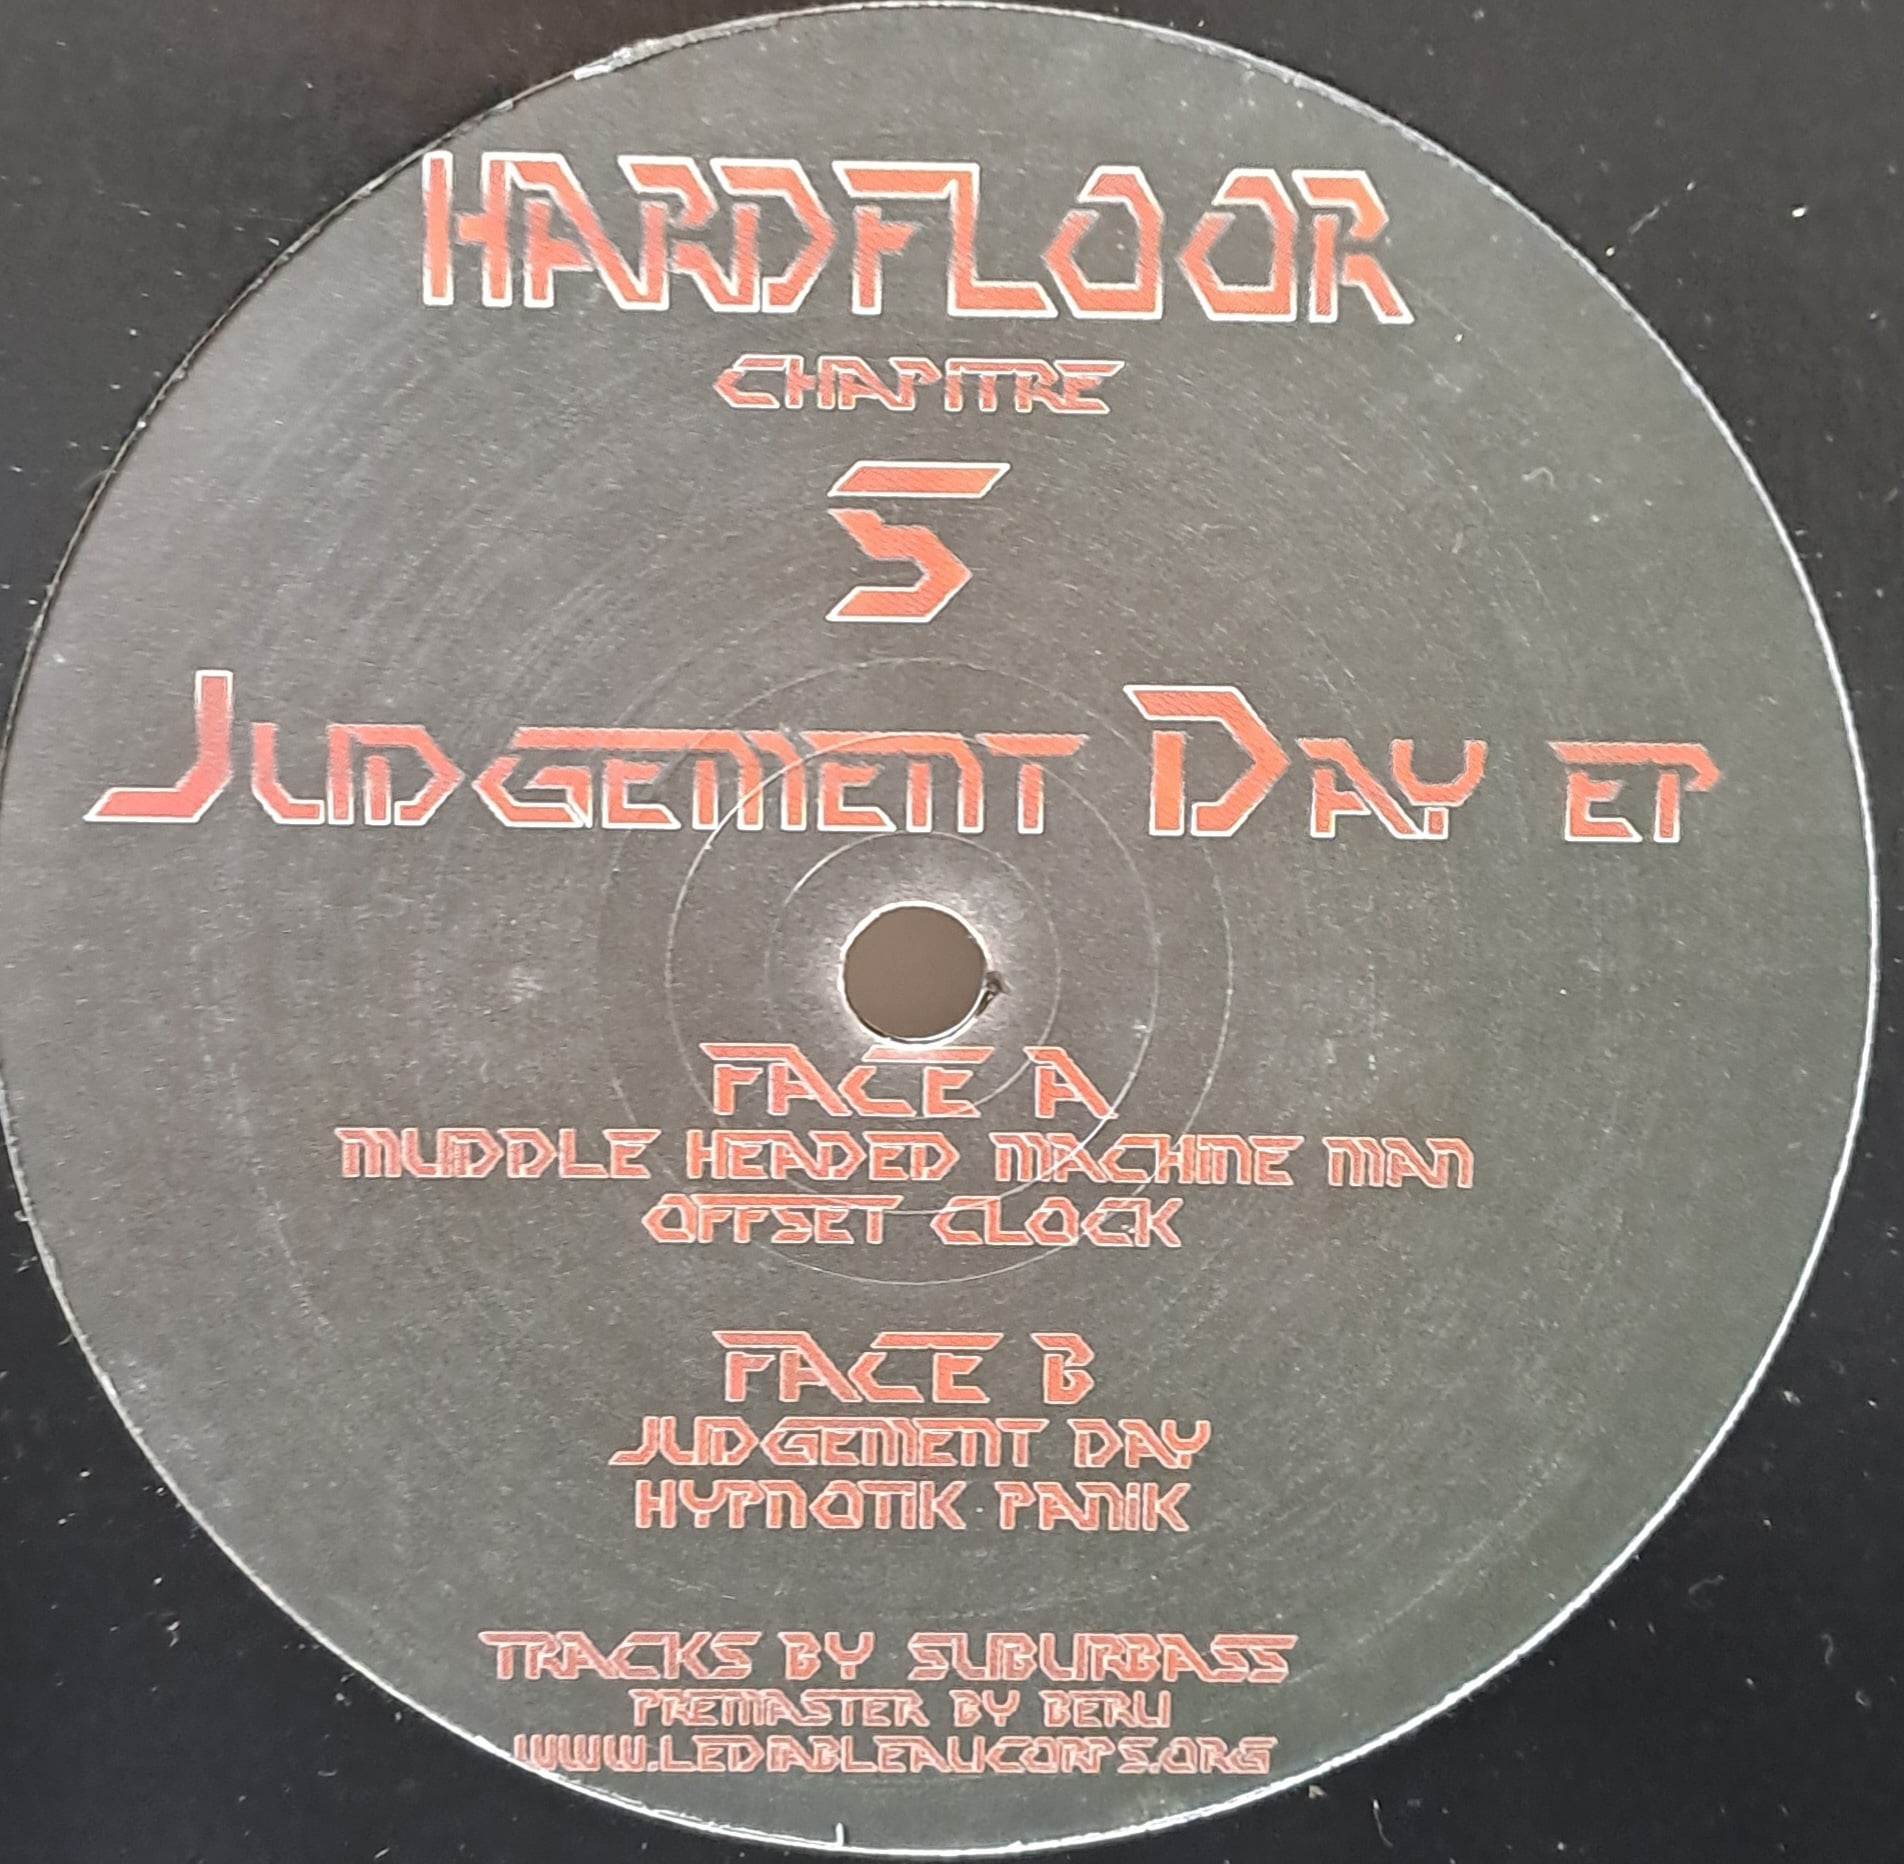 HARDFLOOR
CHAPITRE
5
JUDGEMENT DAY EP
FACE A
MUDDLE HEADED MACHINE MAN
OFFSET CLOCK
FACE B
JUDGEMENT DAY
HYPNOTIK PANIK
TRACKS BY SUBURBASS
PREMASTER BY BERLI
WWW.LEDIABLEAUCORPS.ORG